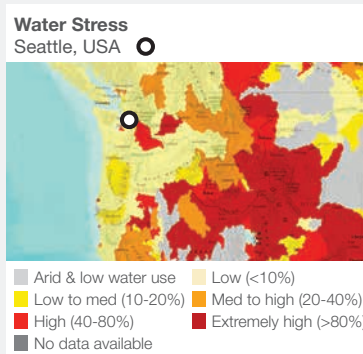 Water Stress
Seattle, USA
Arid & low water use
Low (<10%)
Low to med (10-20%)
Med to high (20-40%)
High (40-80%)
Extremely high (>80%)
No data available